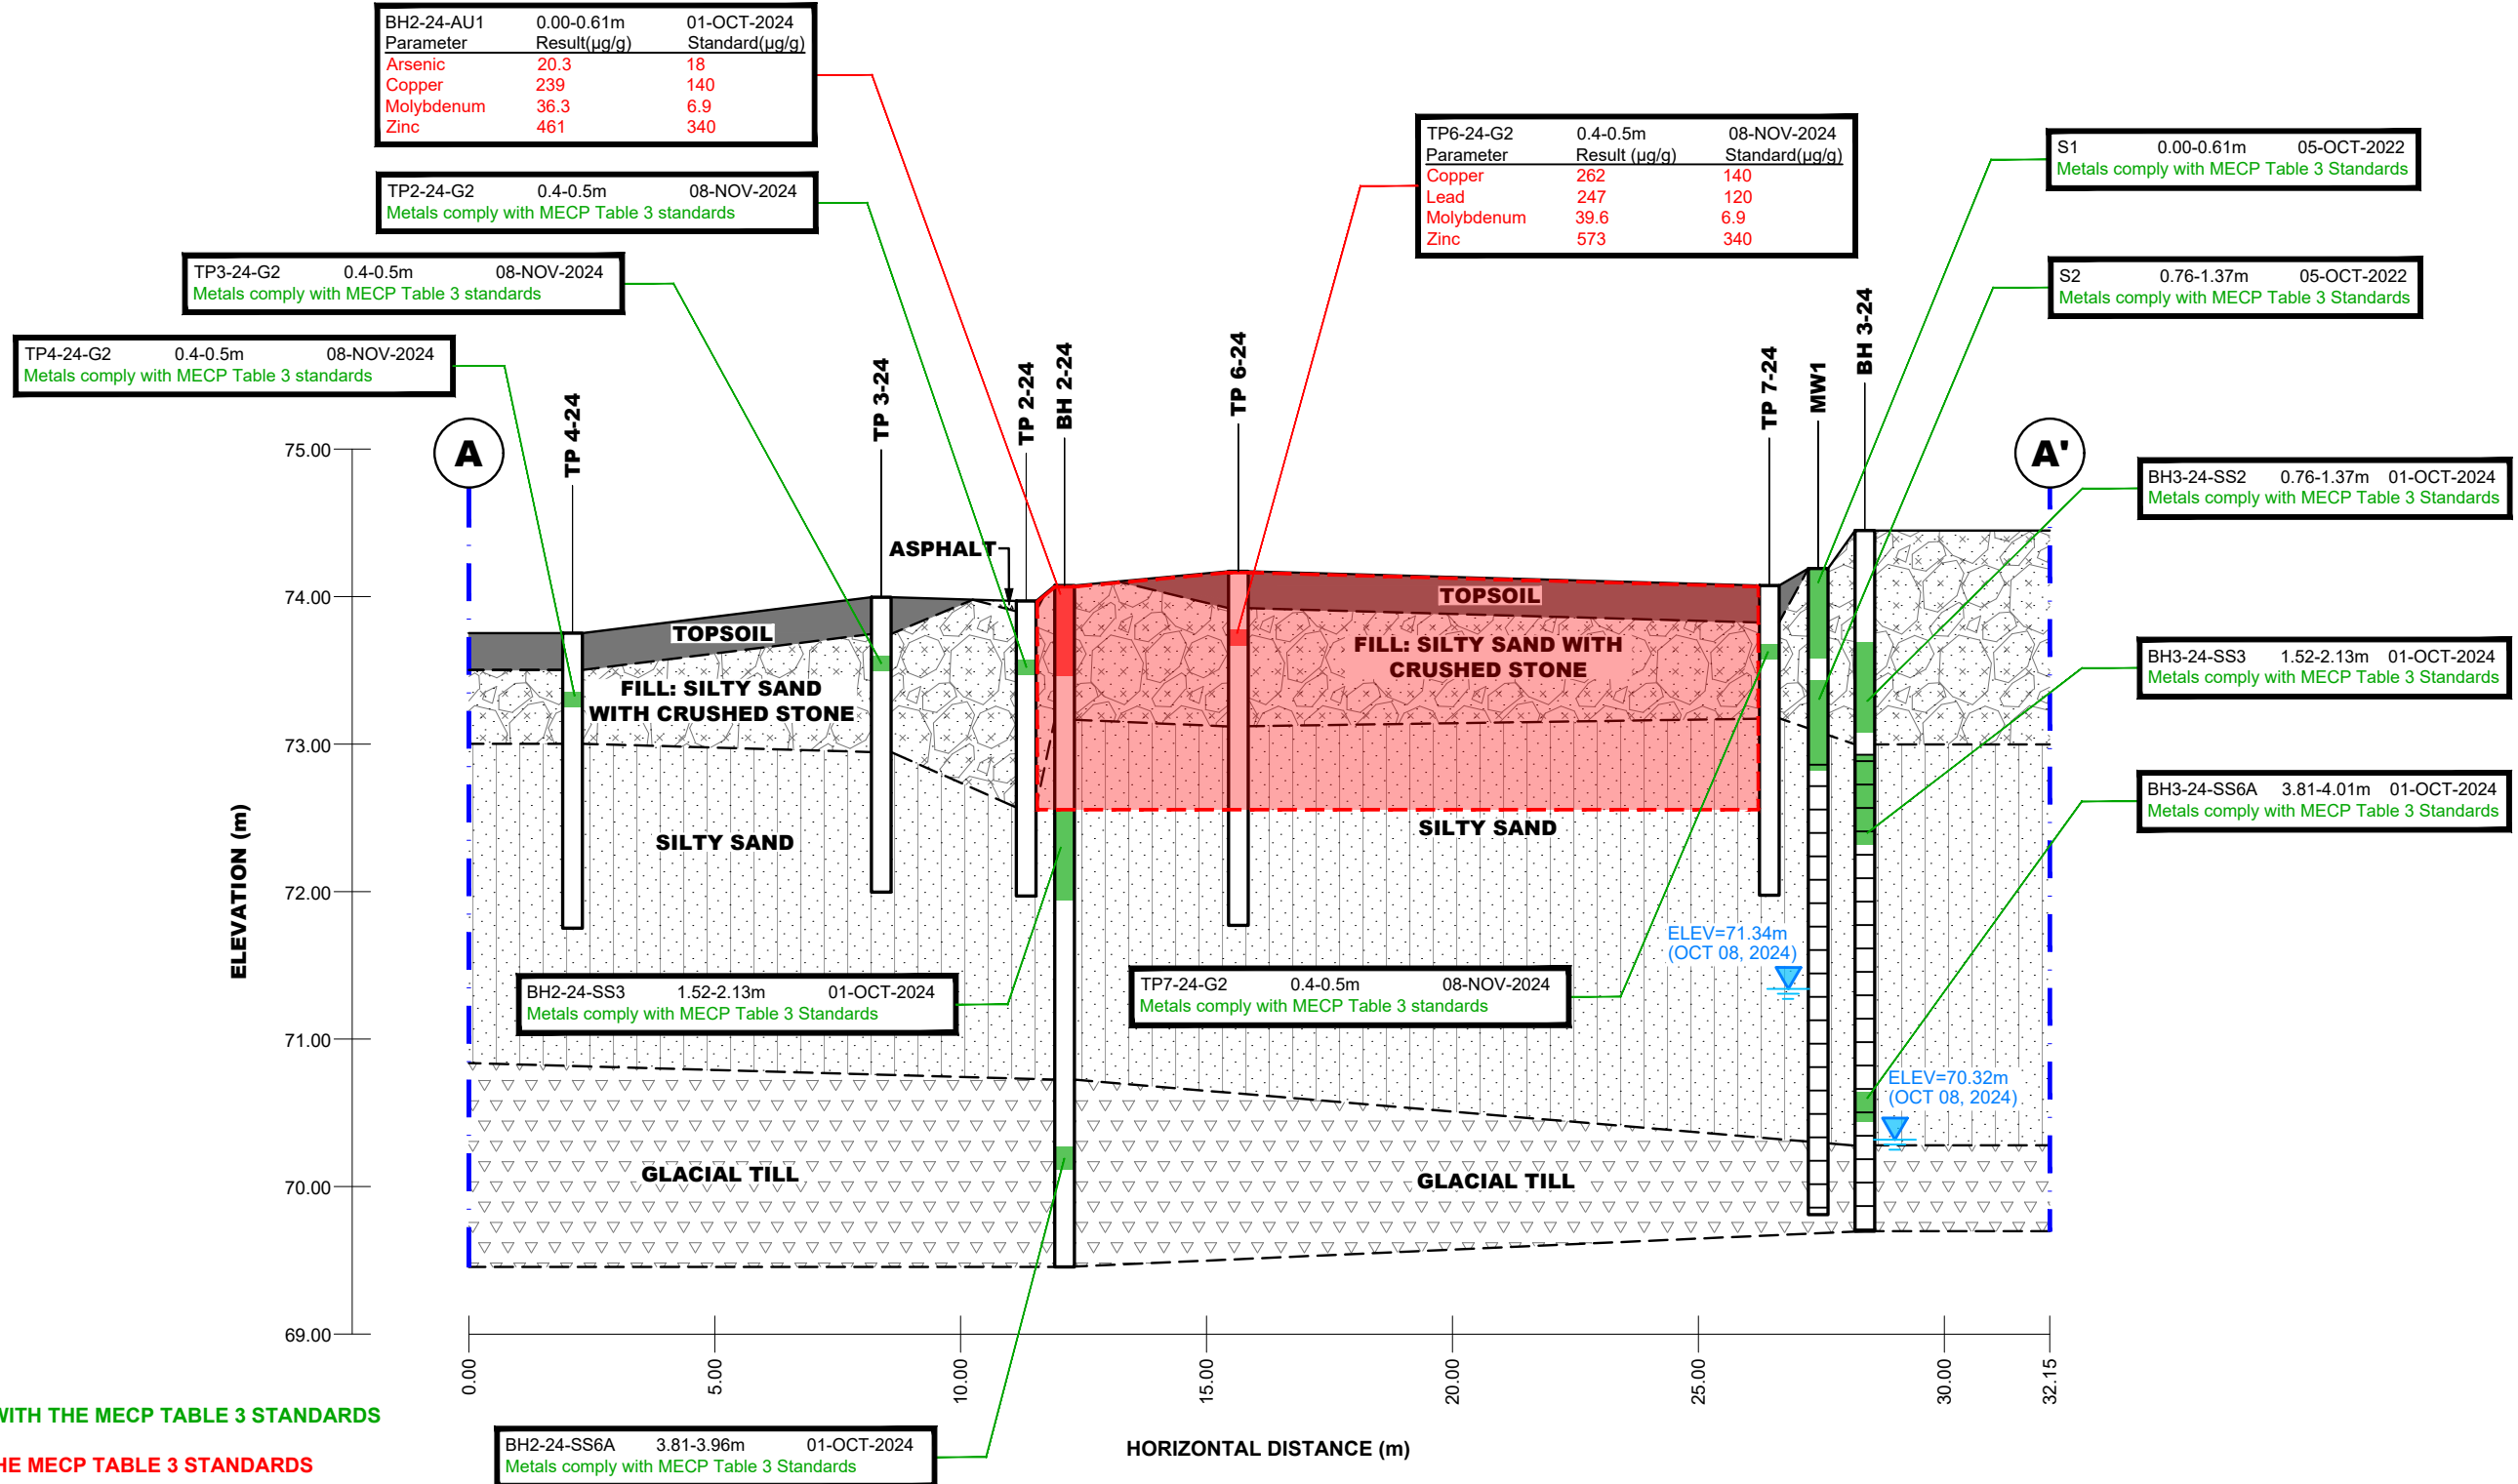 BH2-24-AU1 0.00-0.61m 01-OCT-2024
Parameter Result(µg/g) Standard(µg/g)
Arsenic 20.3 18
Copper 239 140
Molybdenum 36.3 6.9
Zinc 461 340
TP2-24-G2 0.4-0.5m 08-NOV-2024
Metals comply with MECP Table 3 standards
TP3-24-G2 0.4-0.5m 08-NOV-2024
Metals comply with MECP Table 3 standards
TP4-24-G2 0.4-0.5m 08-NOV-2024
Metals comply with MECP Table 3 standards
TP6-24-G2 0.4-0.5m 08-NOV-2024
Parameter Result (µg/g) Standard(µg/g)
Copper 262 140
Lead 247 120
Molybdenum 39.6 6.9
Zinc 573 340
S1 0.00-0.61m 05-OCT-2022
Metals comply with MECP Table 3 Standards
S2 0.76-1.37m 05-OCT-2022
Metals comply with MECP Table 3 Standards
BH3-24-SS2 0.76-1.37m 01-OCT-2024
Metals comply with MECP Table 3 Standards
BH3-24-SS3 1.52-2.13m 01-OCT-2024
Metals comply with MECP Table 3 Standards
BH3-24-SS6A 3.81-4.01m 01-OCT-2024
Metals comply with MECP Table 3 Standards
A
TP 4-24
TP 3-24
TP 2-24
BH 2-24
TP 6-24
TP 7-24
MW1
BH 3-24
A'
ASPHALT
TOPSOIL
TOPSOIL
FILL: SILTY SAND
WITH CRUSHED STONE
FILL: SILTY SAND WITH
CRUSHED STONE
SILTY SAND
SILTY SAND
ELEV=71.34m
(OCT 08, 2024)
BH2-24-SS3 1.52-2.13m 01-OCT-2024
Metals comply with MECP Table 3 Standards
TP7-24-G2 0.4-0.5m 08-NOV-2024
Metals comply with MECP Table 3 standards
ELEV=70.32m
(OCT 08, 2024)
GLACIAL TILL
GLACIAL TILL
ELEVATION (m)
75.00
74.00
73.00
72.00
71.00
70.00
69.00
0.00
5.00
10.00
15.00
20.00
25.00
30.00
32.15
HORIZONTAL DISTANCE (m)
BH2-24-SS6A 3.81-3.96m 01-OCT-2024
Metals comply with MECP Table 3 Standards
WITH THE MECP TABLE 3 STANDARDS
HE MECP TABLE 3 STANDARDS